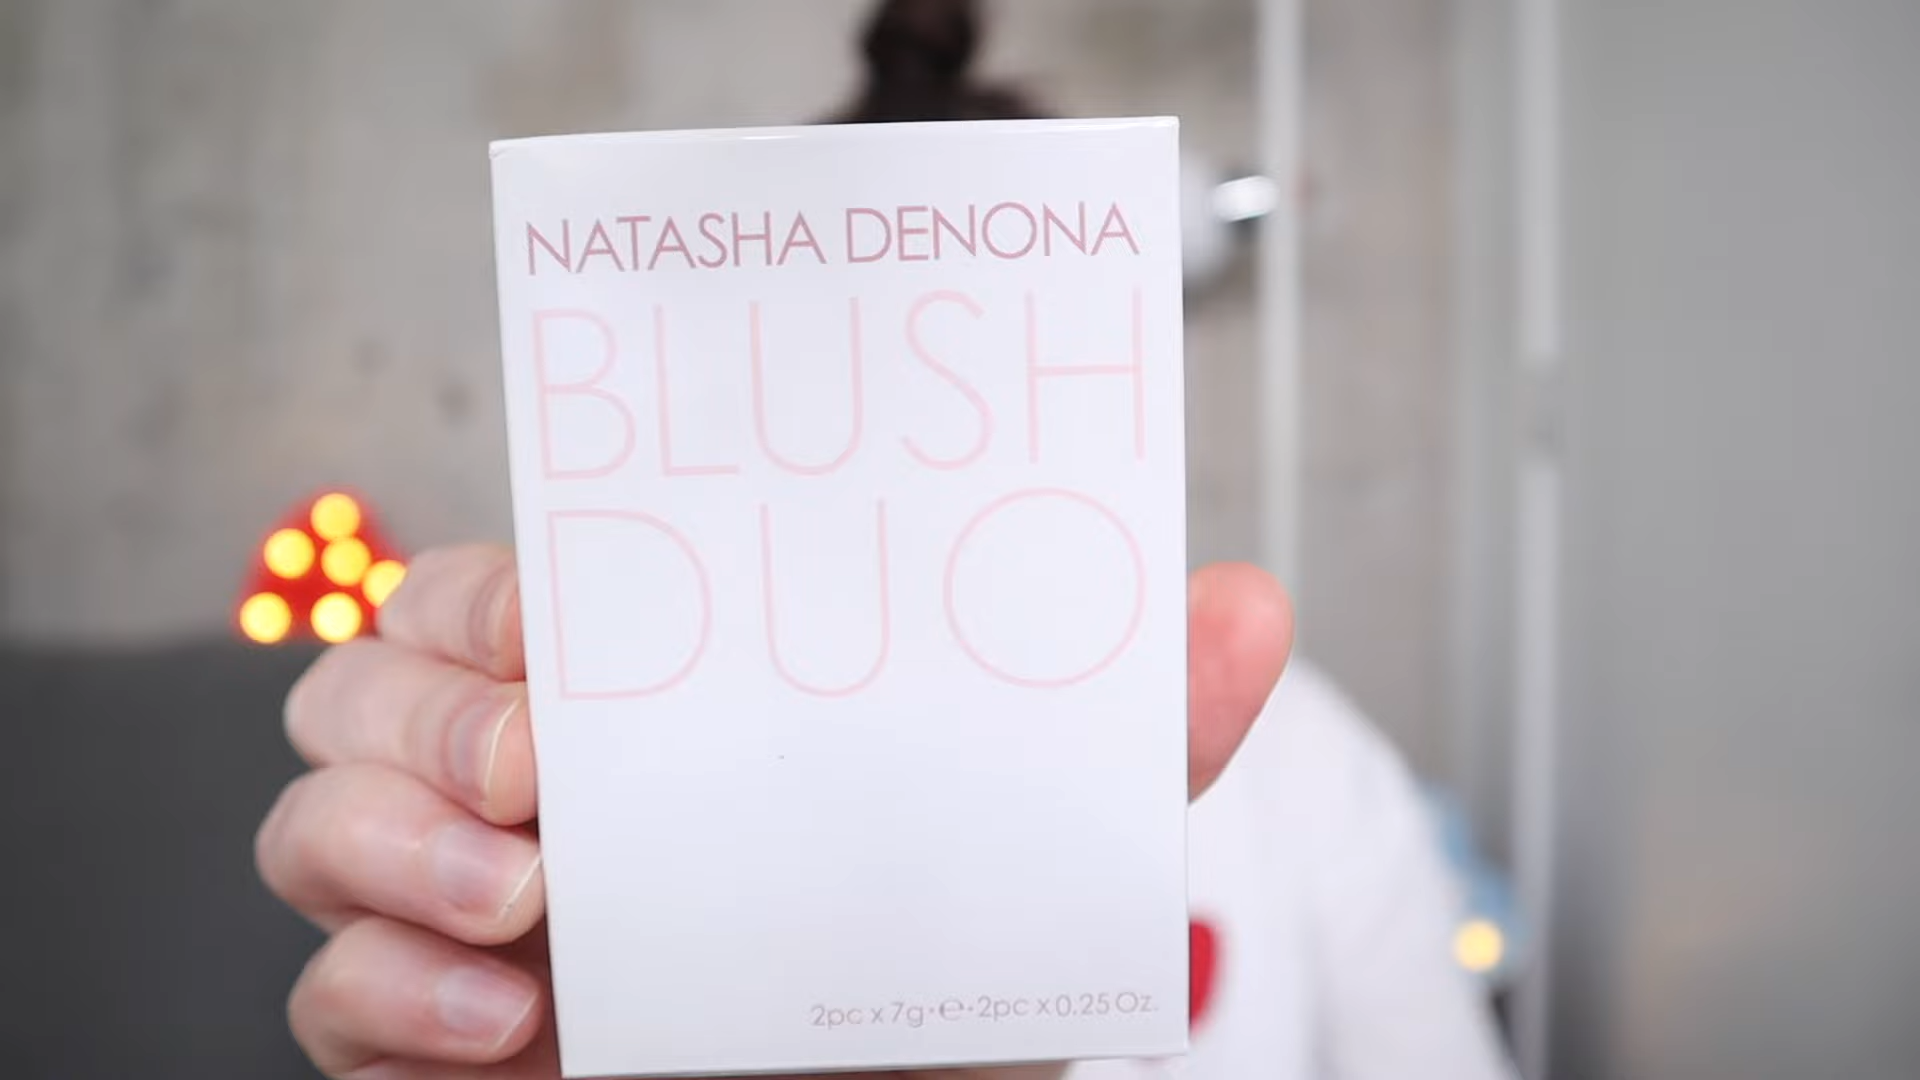 NATASHA DENONA
BLUSH
DUO
2pc x 7g·℮·2pc x 0.25 Oz.